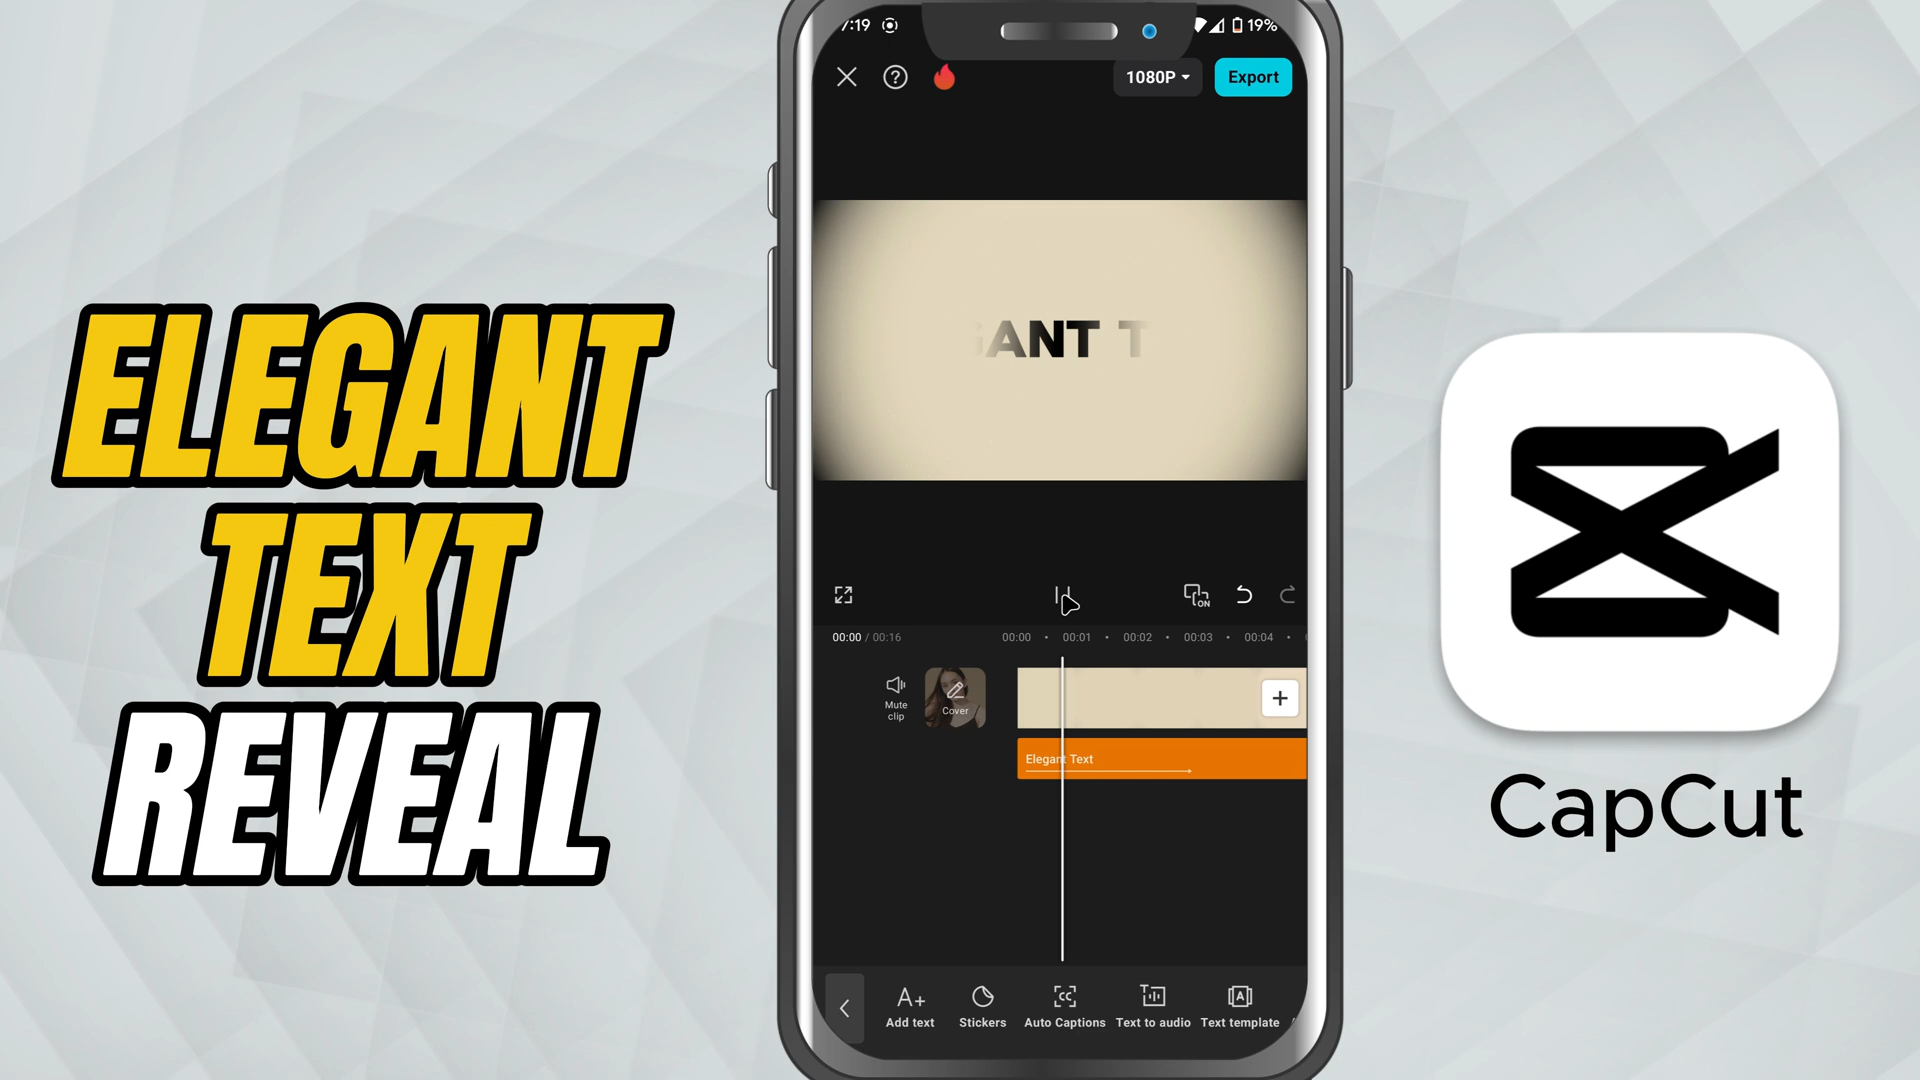 ELEGANT
TEXT
REVEAL
7:19
19%
1080P
Export
ANT T
ON
00:00 / 00:16
00:00 00:01 00:02 00:03 00:04
Mute
clip
Cover
Elegant Text
Add text
Stickers
CC
Auto Captions
Text to audio
Text template
CapCut